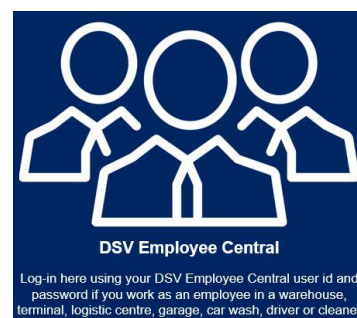 DSV Employee Central
Log-in here using your DSV Employee Central user id and
password if you work as an employee in a warehouse,
terminal, logistic centre, garage, car wash, driver or cleane